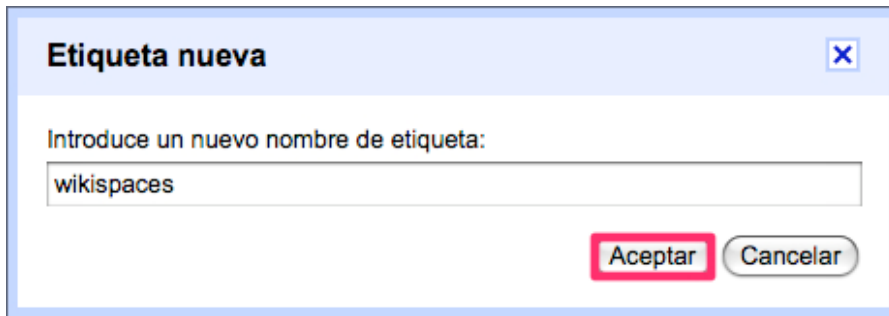 Etiqueta nueva
Introduce un nuevo nombre de etiqueta:
wikispaces
Aceptar Cancelar